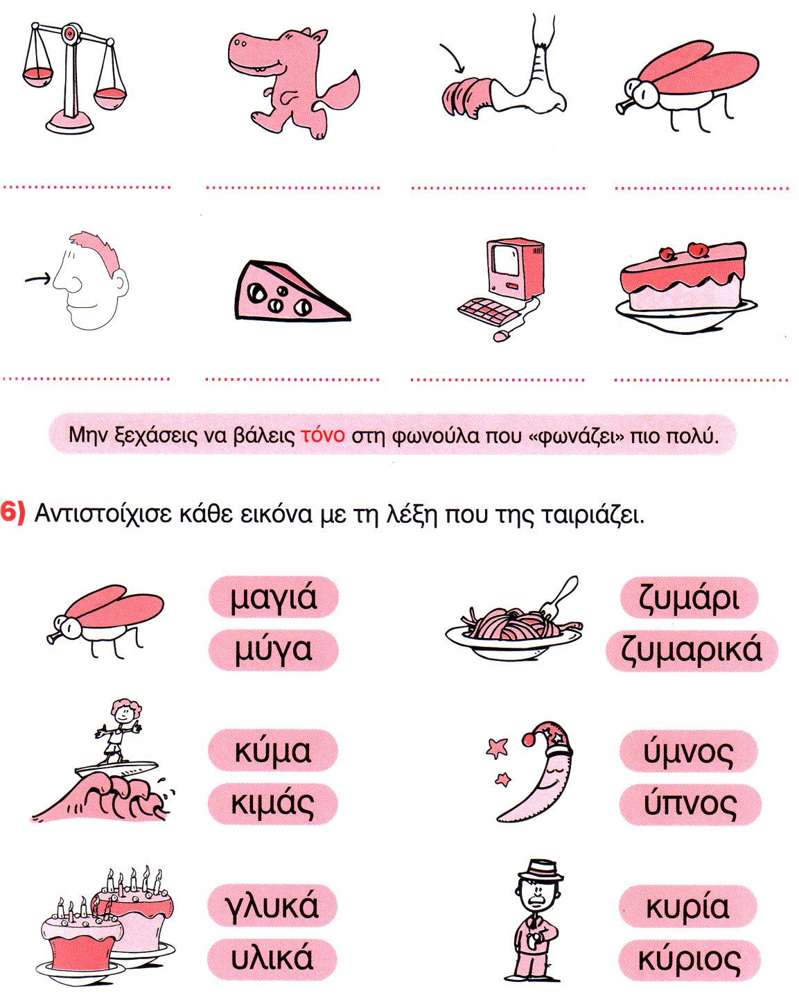 Μην ξεχάσεις να βάλεις τόνο στη φωνούλα που «φωνάζει» πιο πολύ.
6) Αντιστοίχισε κάθε εικόνα με τη λέξη που της ταιριάζει.
μαγιά
μύγα
ζυμάρι
ζυμαρικά
κύμα
κιμάς
ύμνος
ύπνος
γλυκά
υλικά
κυρία
κύριος